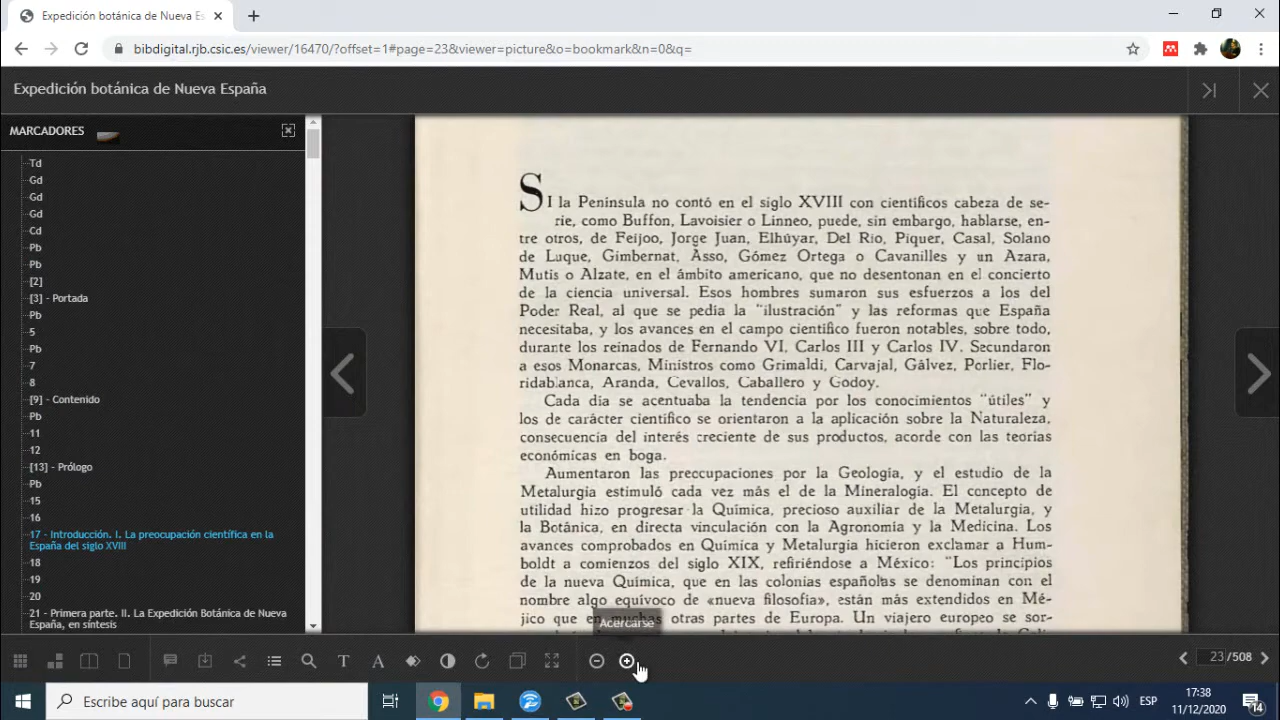 Expedición botánica de Nueva Es
bibdigital.rjb.csic.es/viewer/16470/?offset=1#page=23&viewer=picture&o=bookmark&n=0&q=
Expedición botánica de Nueva España
MARCADORES
Td
Gd
Gd
Gd
Cd
Pb
Pb
[2]
[3] - Portada
Pb
5
Pb
7
8
[9] - Contenido
Pb
11
12
[13] - Prólogo
Pb
15
16
17 - Introducción. I. La preocupación científica en la
España del siglo XVIII
18
19
20
21 - Primera parte. II. La Expedición Botánica de Nueva
España, en síntesis
SI la Península no contó en el siglo XVIII con científicos cabeza de se-
rie, como Buffon, Lavoisier o Linneo, puede, sin embargo, hablarse, en-
tre otros, de Feijoo, Jorge Juan, Elhúyar, Del Río, Piquer, Casal, Solano
de Luque, Gimbernat, Asso, Gómez Ortega o Cavanilles y un Azara,
Mutis o Alzate, en el ámbito americano, que no desentonan en el concierto
de la ciencia universal. Esos hombres sumaron sus esfuerzos a los del
Poder Real, al que se pedía la "ilustración" y las reformas que España
necesitaba, y los avances en el campo científico fueron notables, sobre todo,
durante los reinados de Fernando VI, Carlos III y Carlos IV. Secundaron
a esos Monarcas, Ministros como Grimaldi, Carvajal, Gálvez, Porlier, Flo-
ridablanca, Aranda, Cevallos, Caballero y Godoy.
Cada día se acentuaba la tendencia por los conocimientos "útiles" y
los de carácter científico se orientaron a la aplicación sobre la Naturaleza,
consecuencia del interés creciente de sus productos, acorde con las teorías
económicas en boga.
Aumentaron las preocupaciones por la Geología, y el estudio de la
Metalurgia estimuló cada vez más el de la Mineralogía. El concepto de
utilidad hizo progresar la Química, precioso auxiliar de la Metalurgia, y
la Botánica, en directa vinculación con la Agronomía y la Medicina. Los
avances comprobados en Química y Metalurgia hicieron exclamar a Hum-
boldt a comienzos del siglo XIX, refiriéndose a México: "Los principios
de la nueva Química, que en las colonias españolas se denominan con el
nombre algo equívoco de «nueva filosofía», están más extendidos en Mé-
jico que en muchas otras partes de Europa. Un viajero europeo se sor-
Acercarse
23 /508
Escribe aquí para buscar
ESP
17:38
11/12/2020
14